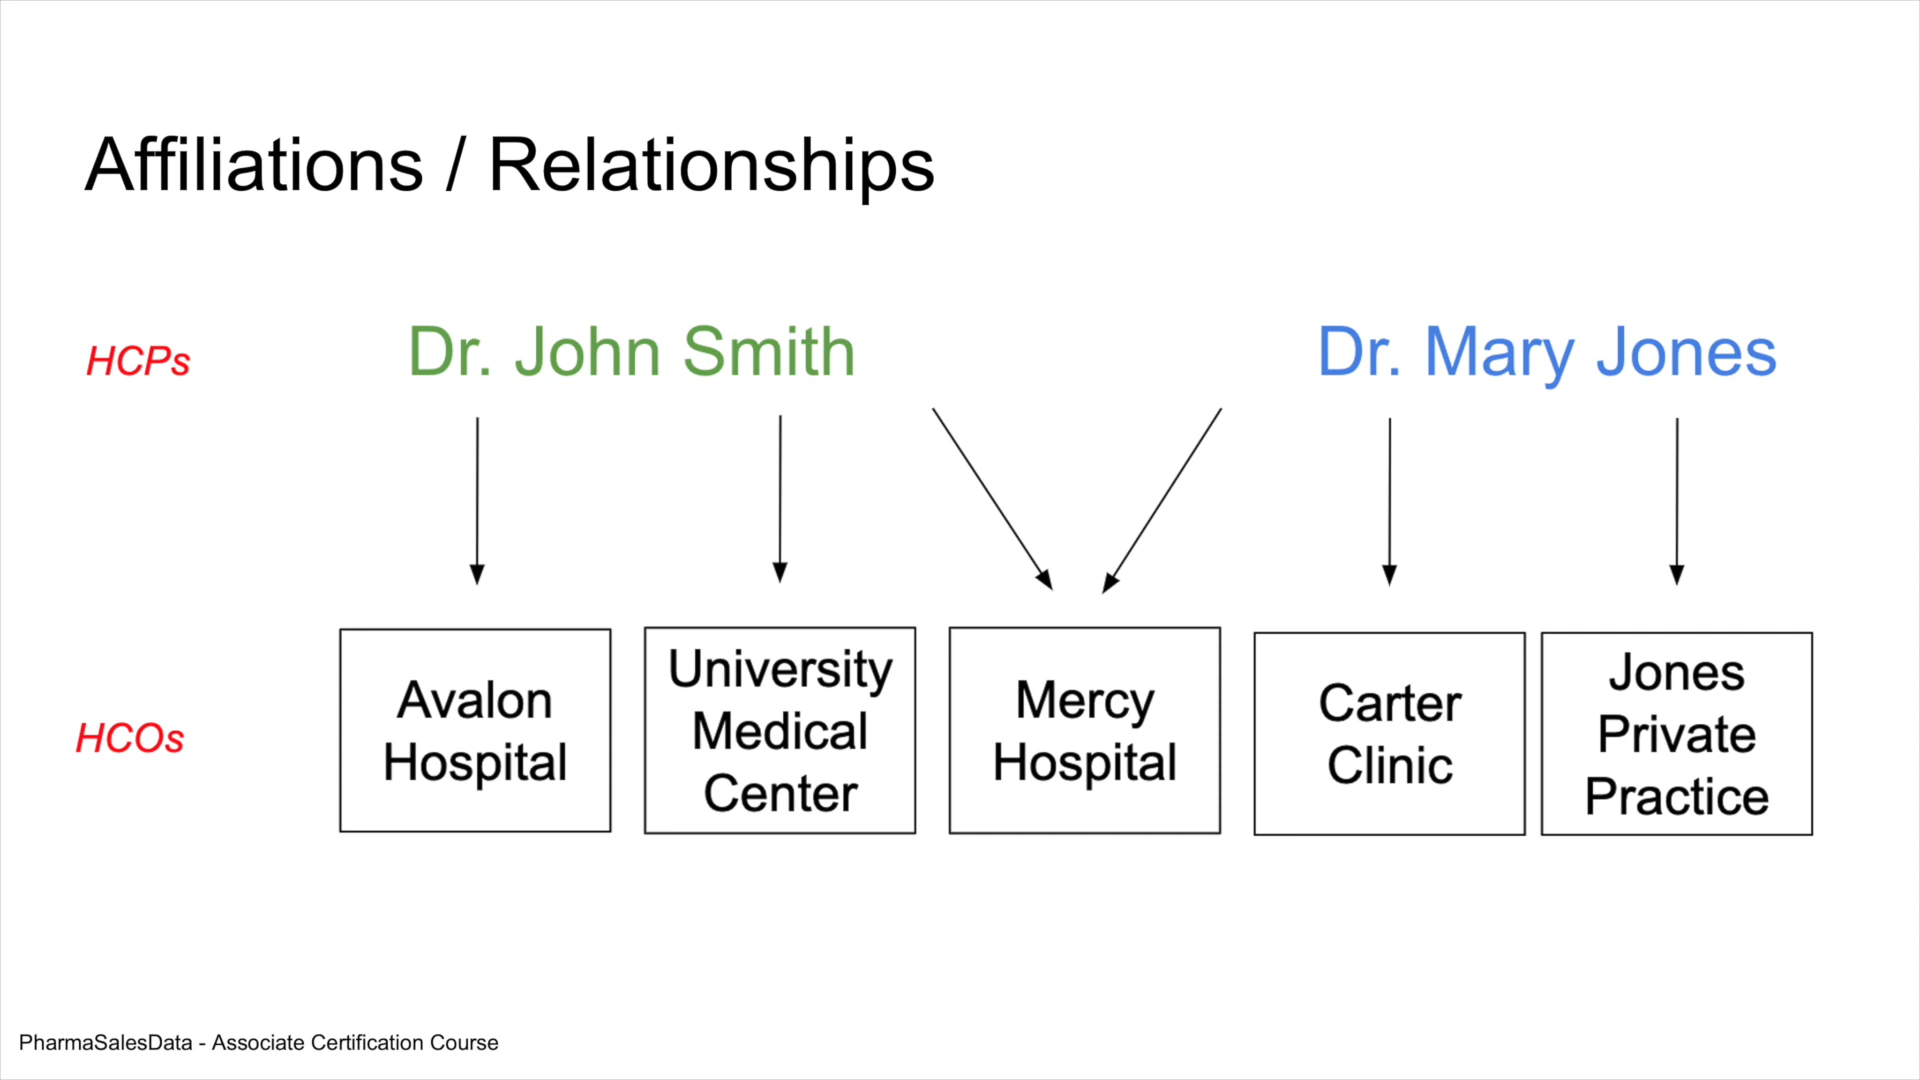 Affiliations / Relationships
HCPs
Dr. John Smith
Dr. Mary Jones
HCOs
Avalon
Hospital
University
Medical
Center
Mercy
Hospital
Carter
Clinic
Jones
Private
Practice
PharmaSalesData - Associate Certification Course